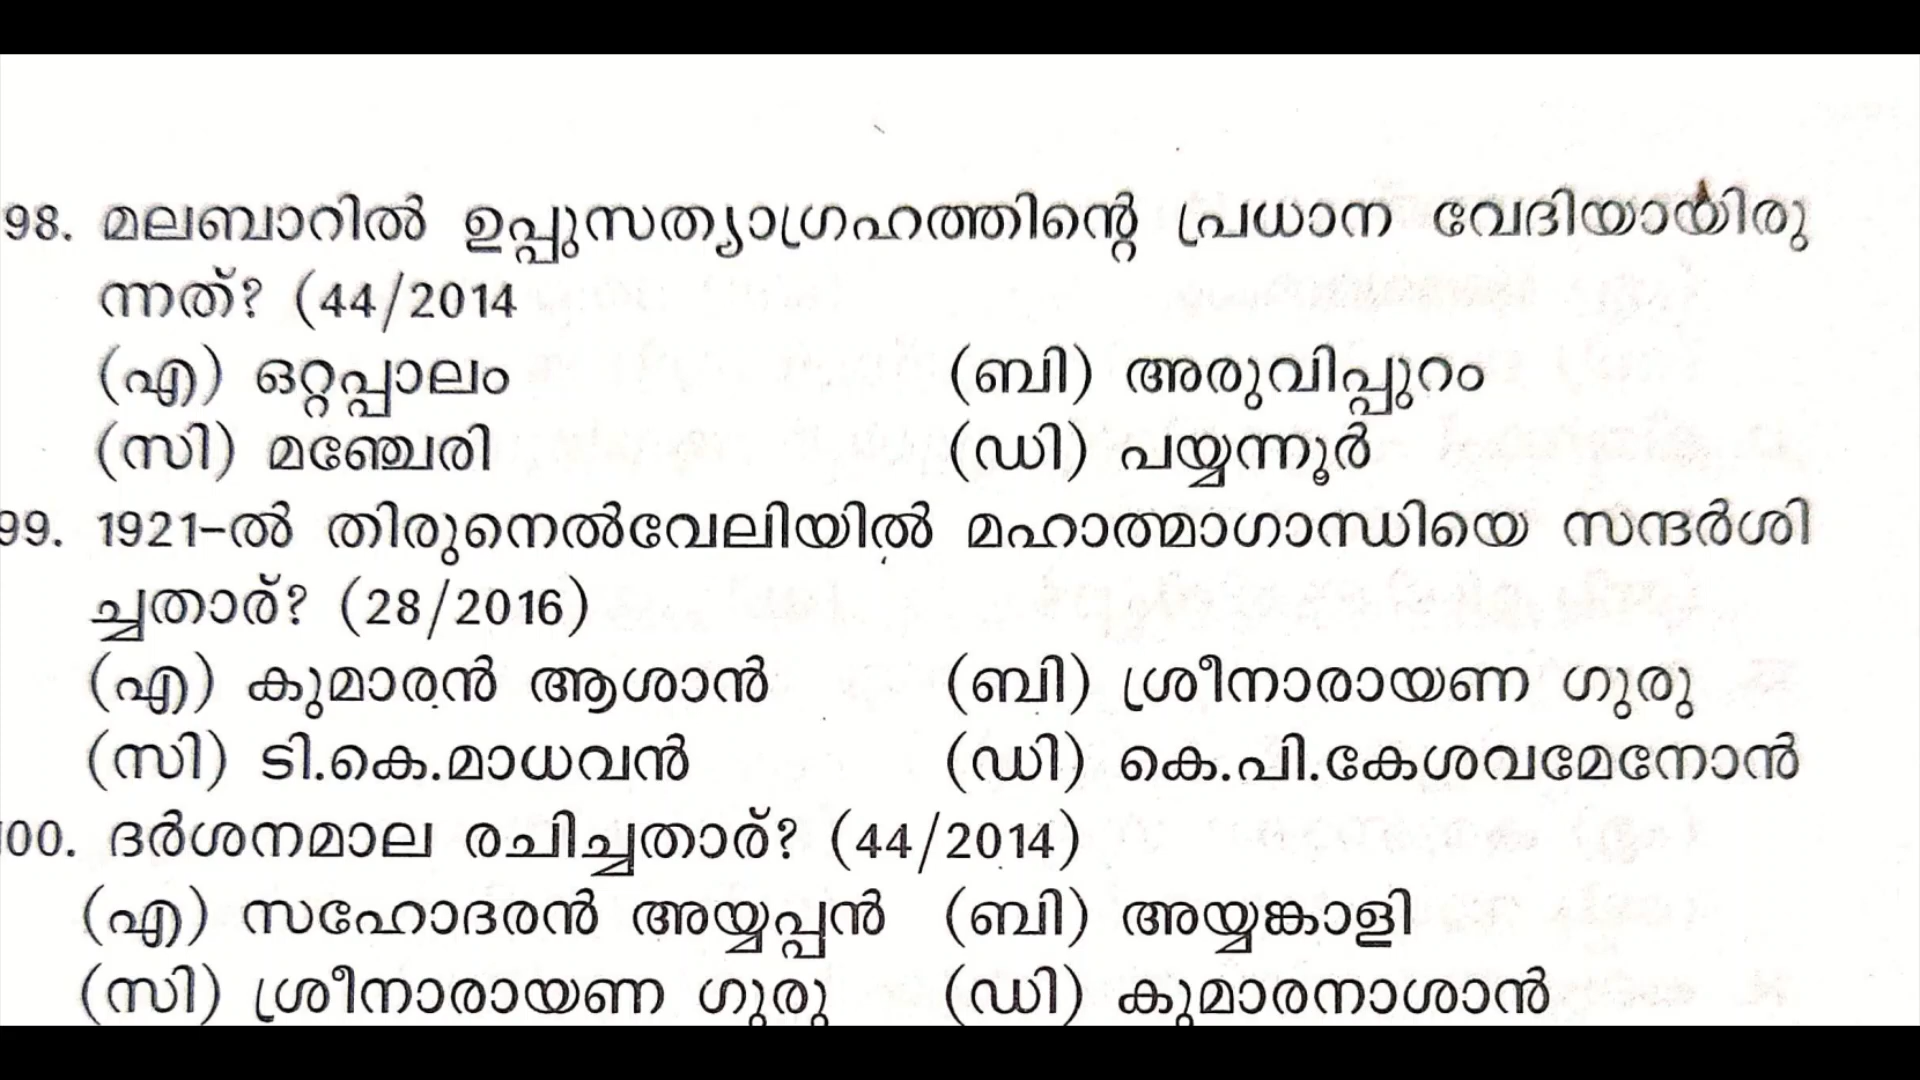 98. മലബാറിൽ ഉപ്പുസത്യാഗ്രഹത്തിന്റെ പ്രധാന വേദിയായിരു
ന്നത്? (44/2014
(എ) ഒറ്റപ്പാലം (ബി) അരുവിപ്പുറം
(സി) മഞ്ചേരി (ഡി) പയ്യന്നൂർ
99. 1921-ൽ തിരുനെൽവേലിയിൽ മഹാത്മാഗാന്ധിയെ സന്ദർശി
ച്ചതാര്? (28/2016)
(എ) കുമാരൻ ആശാൻ (ബി) ശ്രീനാരായണ ഗുരു
(സി) ടി.കെ.മാധവൻ (ഡി) കെ.പി.കേശവമേനോൻ
100. ദർശനമാല രചിച്ചതാര്? (44/2014)
(എ) സഹോദരൻ അയ്യപ്പൻ (ബി) അയ്യങ്കാളി
(സി) ശ്രീനാരായണ ഗുരു (ഡി) കുമാരനാശാൻ